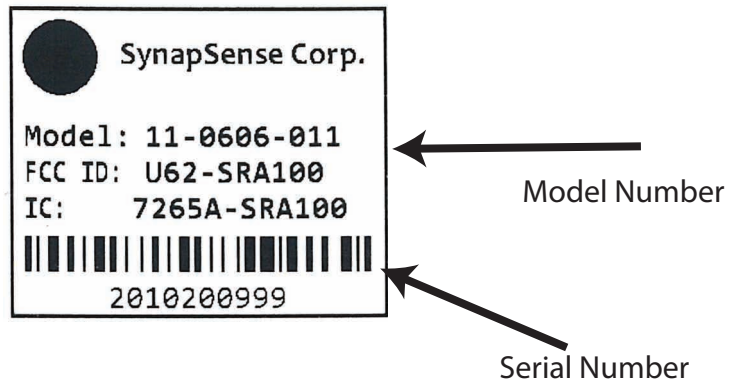 SynapSense Corp.
Model: 11-0606-011
FCC ID: U62-SRA100
IC: 7265A-SRA100
2010200999
Model Number
Serial Number